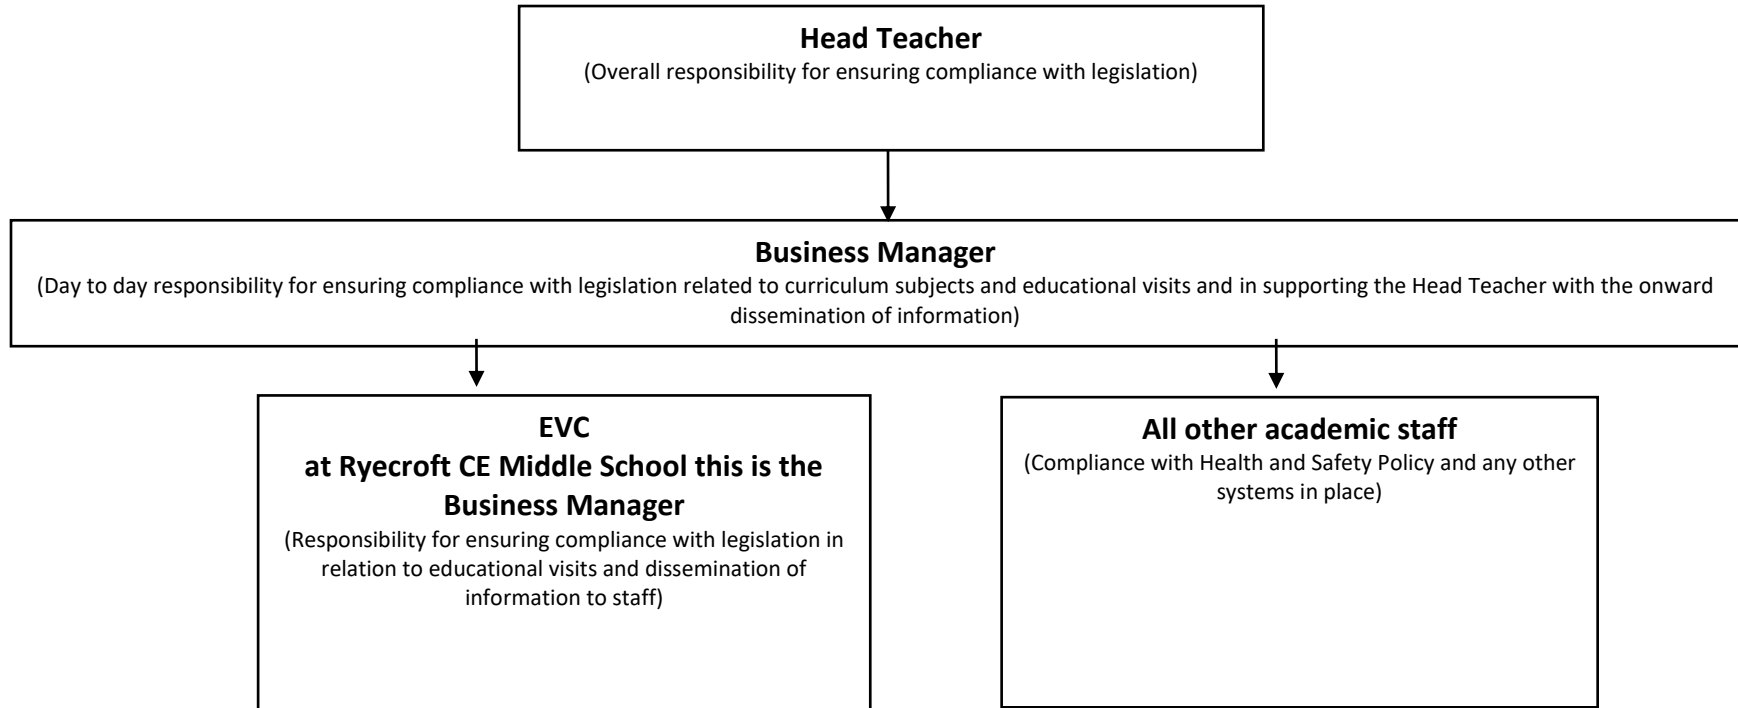 Head Teacher
(Overall responsibility for ensuring compliance with legislation)
Business Manager
(Day to day responsibility for ensuring compliance with legislation related to curriculum subjects and educational visits and in supporting the Head Teacher with the onward
dissemination of information)
EVC
at Ryecroft CE Middle School this is the
Business Manager
(Responsibility for ensuring compliance with legislation in
relation to educational visits and dissemination of
information to staff)
All other academic staff
(Compliance with Health and Safety Policy and any other
systems in place)